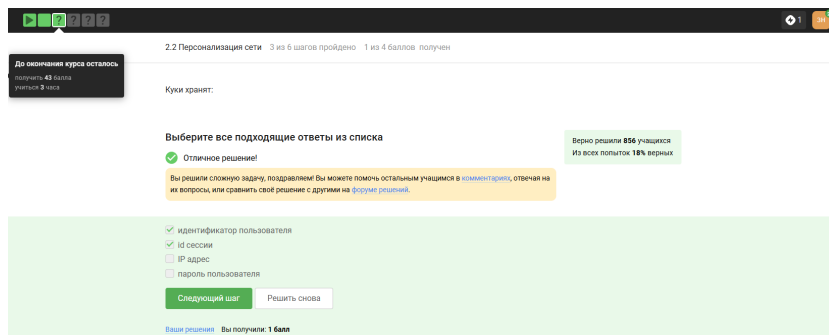 ? ? ? ?
1
ЭН
2.2 Персонализация сети 3 из 6 шагов пройдено 1 из 4 баллов получен
До окончания курса осталось
получить 43 балла
учиться 3 часа
Куки хранят:
Выберите все подходящие ответы из списка
Отличное решение!
Верно решили 856 учащихся
Из всех попыток 18% верных
Вы решили сложную задачу, поздравляем! Вы можете помочь остальным учащимся в комментариях, отвечая на
их вопросы, или сравнить своё решение с другими на форуме решений.
идентификатор пользователя
id сессии
IP адрес
пароль пользователя
Следующий шаг Решить снова
Ваши решения Вы получили: 1 балл